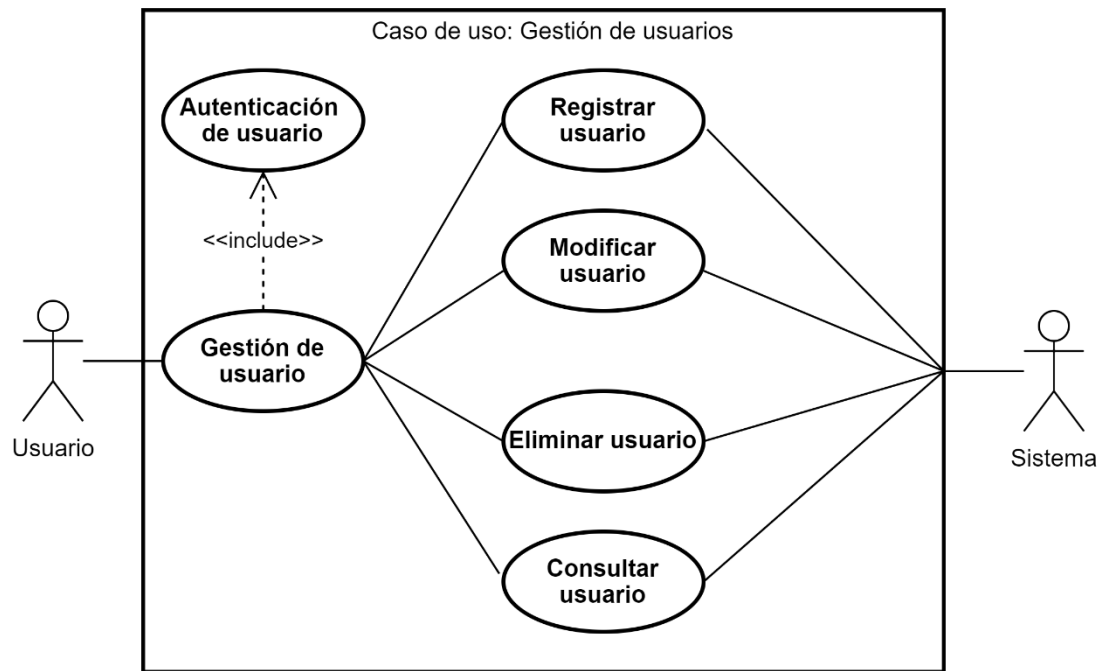 Caso de uso: Gestión de usuarios
Autenticación
de usuario
Registrar
usuario
<<include>>
Modificar
usuario
Gestión de
usuario
Usuario
Eliminar usuario
Sistema
Consultar
usuario